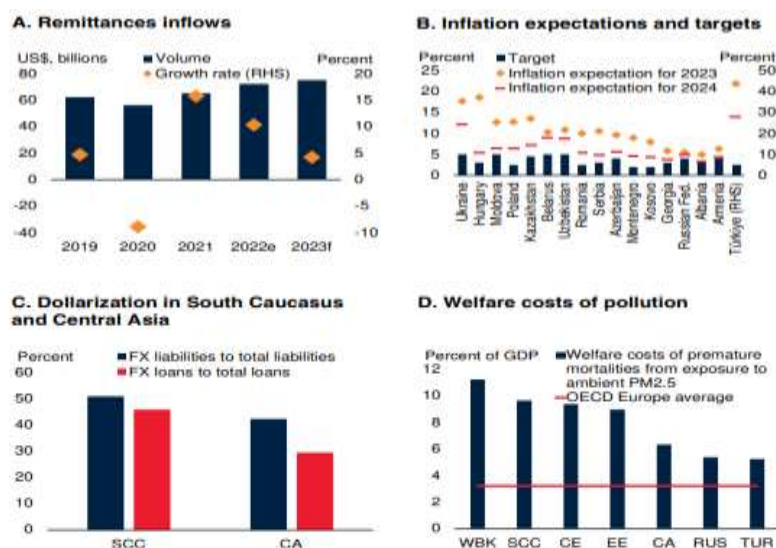 A. Remittances inflows
US$, billions
Volume
Percent
Growth rate (RHS)
80
60
40
20
0
-20
-40
20
15
10
5
0
-5
-10
2019 2020 2021 2022e 2023f
B. Inflation expectations and targets
Percent
Target
Percent
Inflation expectation for 2023
Inflation expectation for 2024
25
20
15
10
5
0
50
40
30
20
10
0
Ukraine
Hungary
Moldova
Poland
Kazakhstan
Belarus
Uzbekistan
Romania
Serbia
Azerbaijan
Montenegro
Kosovo
Georgia
Russian Fed.
Albania
Armenia
Türkiye (RHS)
C. Dollarization in South Caucasus
and Central Asia
Percent
FX liabilities to total liabilities
FX loans to total loans
60
50
40
30
20
10
0
SCC CA
D. Welfare costs of pollution
Percent of GDP
Welfare costs of premature
mortalities from exposure to
ambient PM2.5
OECD Europe average
12
10
8
6
4
2
0
WBK SCC CE EE CA RUS TUR